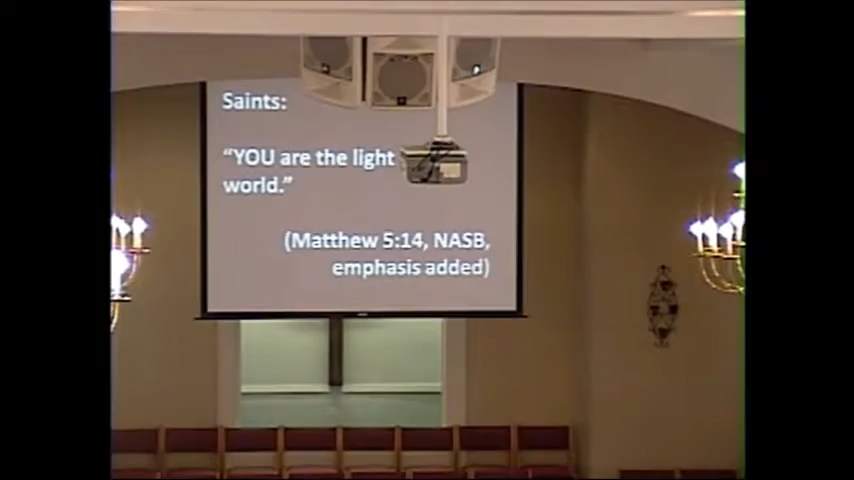 Saints:
“YOU are the light
world.”
(Matthew 5:14, NASB,
emphasis added)